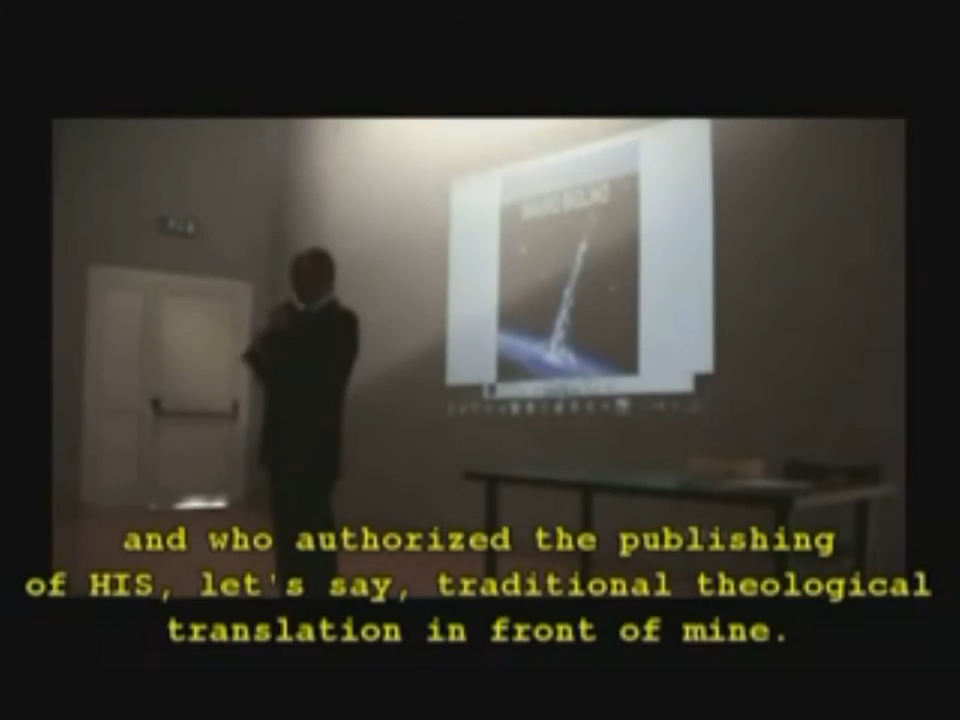 and who authorized the publishing
of HIS, let's say, traditional theological
translation in front of mine.